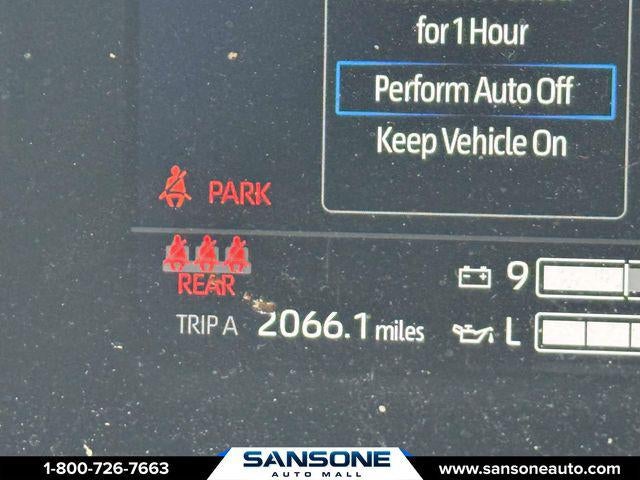 for 1 Hour
Perform Auto Off
Keep Vehicle On
PARK
REAR
9
TRIP A 2066.1 miles
L
1-800-726-7663
SANSONE
AUTO MALL
www.sansoneauto.com